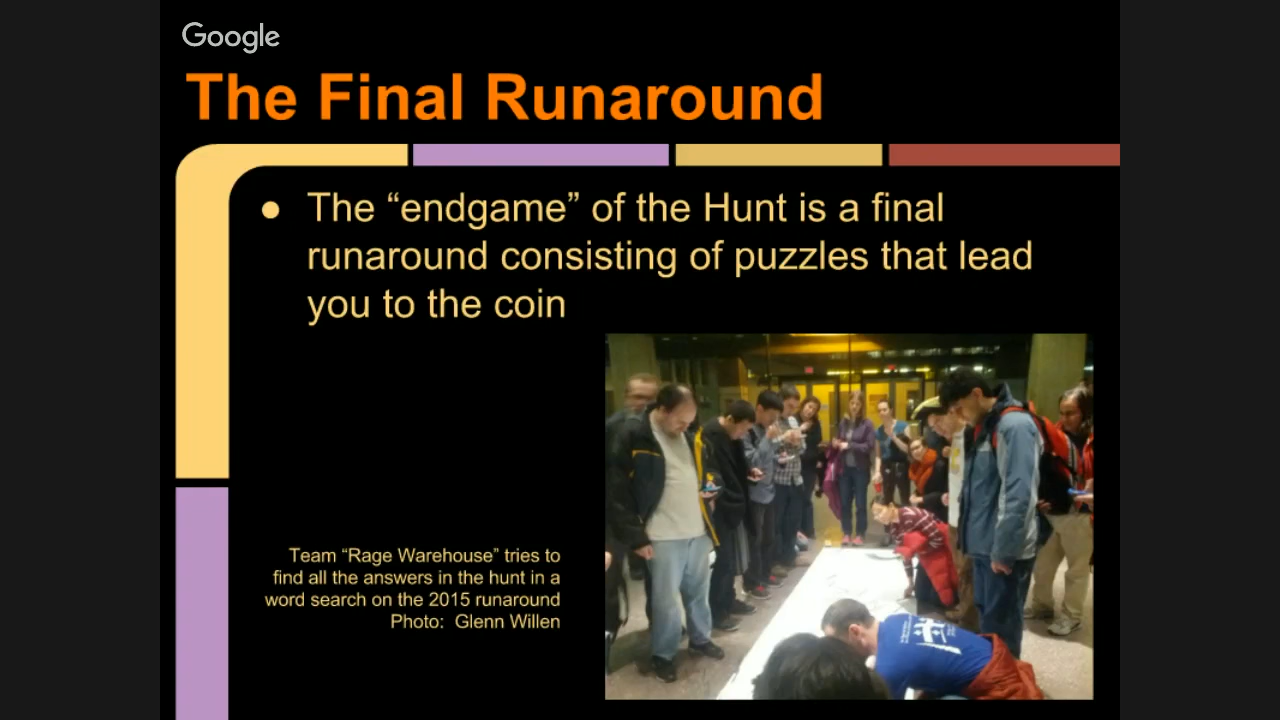 Google
The Final Runaround
● The “endgame” of the Hunt is a final
runaround consisting of puzzles that lead
you to the coin
Team “Rage Warehouse” tries to
find all the answers in the hunt in a
word search on the 2015 runaround
Photo: Glenn Willen